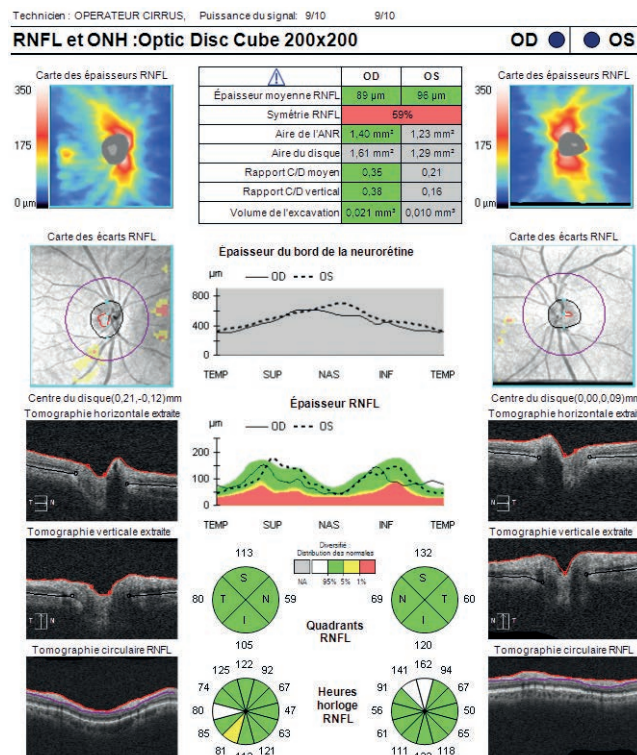 Technicien : OPERATEUR CIRRUS, Puissance du signal: 9/10 9/10
RNFL et ONH :Optic Disc Cube 200x200 OD OS
Carte des épaisseurs RNFL
350
175
0 µm
OD OS
Épaisseur moyenne RNFL 89 µm 96 µm
Symétrie RNFL 59%
Aire de l'ANR 1,40 mm² 1,23 mm²
Aire du disque 1,61 mm² 1,29 mm²
Rapport C/D moyen 0,35 0,21
Rapport C/D vertical 0,38 0,16
Volume de l'excavation 0,021 mm³ 0,010 mm³
Carte des épaisseurs RNFL
350
175
0 µm
Carte des écarts RNFL
Centre du disque(0,21,-0,12)mm
Épaisseur du bord de la neurorétine
µm OD OS
800
400
0
TEMP SUP NAS INF TEMP
Carte des écarts RNFL
Centre du disque(0,00,0,09)mm
Tomographie horizontale extraite
T N
Épaisseur RNFL
µm OD OS
200
100
0
TEMP SUP NAS INF TEMP
Tomographie horizontale extraite
N T
Tomographie verticale extraite
Diversifié :
Distribution des normales
NA 95% 5% 1%
Tomographie verticale extraite
113
80 S T N I 59
105
Quadrants
RNFL
132
69 S N T I 60
120
Tomographie circulaire RNFL
Heures
horloge
RNFL
125 122 92
74 67
80 47
85 63
81 121
141 162 94
91 67
56 50
61 65
111 118
Tomographie circulaire RNFL